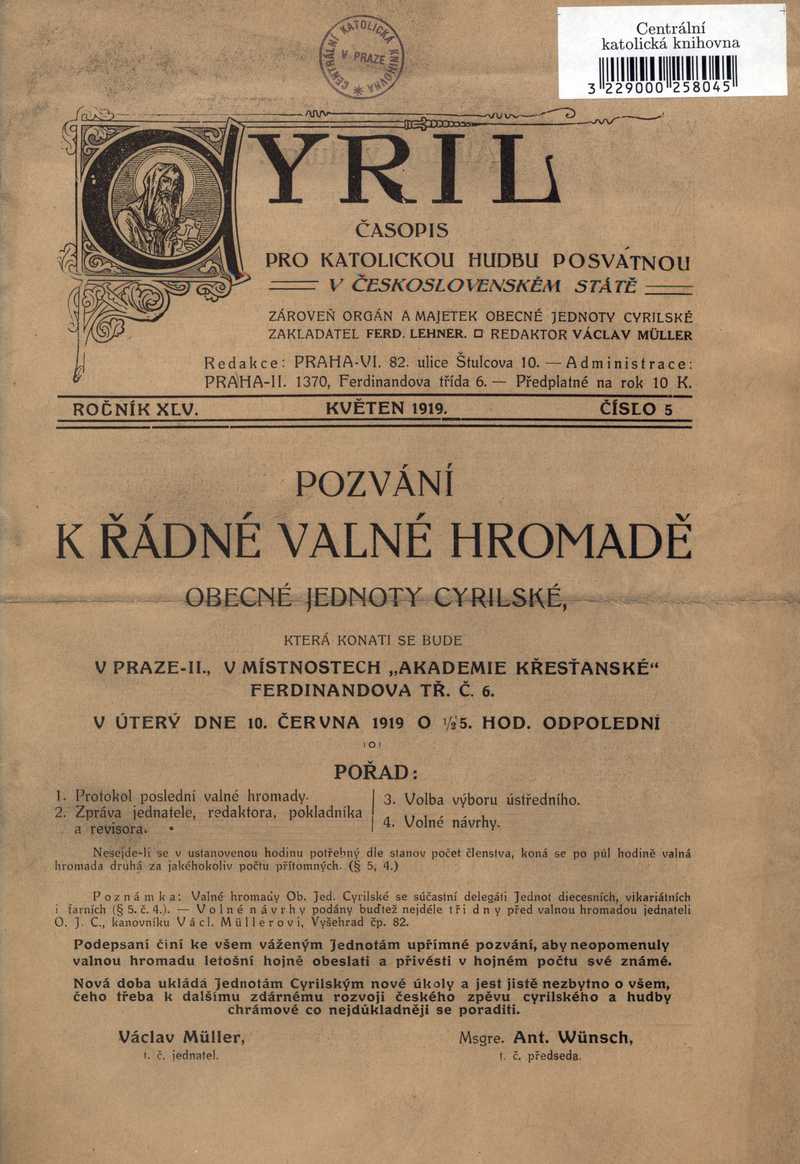 Centrální
katolická knihovna
3 229000 258045
CENTRÁLNÍ KATOLICKÁ KNIHOVNA
V PRAZE
CYRIL
ČASOPIS
PRO KATOLICKOU HUDBU POSVÁTNOU
V ČESKOSLOVENSKÉM STÁTĚ
ZÁROVEŇ ORGÁN A MAJETEK OBECNÉ JEDNOTY CYRILSKÉ
ZAKLADATEL FERD. LEHNER. □ REDAKTOR VÁCLAV MÜLLER
Redakce: PRAHA-VI. 82. ulice Štulcova 10. — Administrace:
PRAHA-II. 1370, Ferdinandova třída 6. — Předplatné na rok 10 K.
ROČNÍK XLV. KVĚTEN 1919. ČÍSLO 5
POZVÁNÍ
K ŘÁDNÉ VALNÉ HROMADĚ
OBECNÉ JEDNOTY CYRILSKÉ,
KTERÁ KONATI SE BUDE
V PRAZE-II., V MÍSTNOSTECH „AKADEMIE KŘESŤANSKÉ“
FERDINANDOVA TŘ. Č. 6.
V ÚTERÝ DNE 10. ČERVNA 1919 O ½5. HOD. ODPOLEDNÍ
POŘAD:
1. Protokol poslední valné hromady.
2. Zpráva jednatele, redaktora, pokladníka
a revisora.
3. Volba výboru ústředního.
4. Volné návrhy.
Nesejde-li se v ustanovenou hodinu potřebný dle stanov počet členstva, koná se po půl hodině valná
hromada druhá za jakéhokoliv počtu přítomných. (§ 5, 4.)
Poznámka: Valné hromady Ob. Jed. Cyrilské se súčastní delegáti Jednot diecesních, vikariátních
i farních (§ 5. č. 4.). — Volné návrhy podány buďtež nejdéle tři dny před valnou hromadou jednateli
O. J. C., kanovníku Václ. Müllerovi, Vyšehrad čp. 82.
Podepsaní činí ke všem váženým Jednotám upřímné pozvání, aby neopomenuly
valnou hromadu letošní hojně obeslati a přivésti v hojném počtu své známé.
Nová doba ukládá Jednotám Cyrilským nové úkoly a jest jistě nezbytno o všem,
čeho třeba k dalšímu zdárnému rozvoji českého zpěvu cyrilského a hudby
chrámové co nejdůkladněji se poraditi.
Václav Müller, Msgre. Ant. Wünsch,
t. č. jednatel. t. č. předseda.